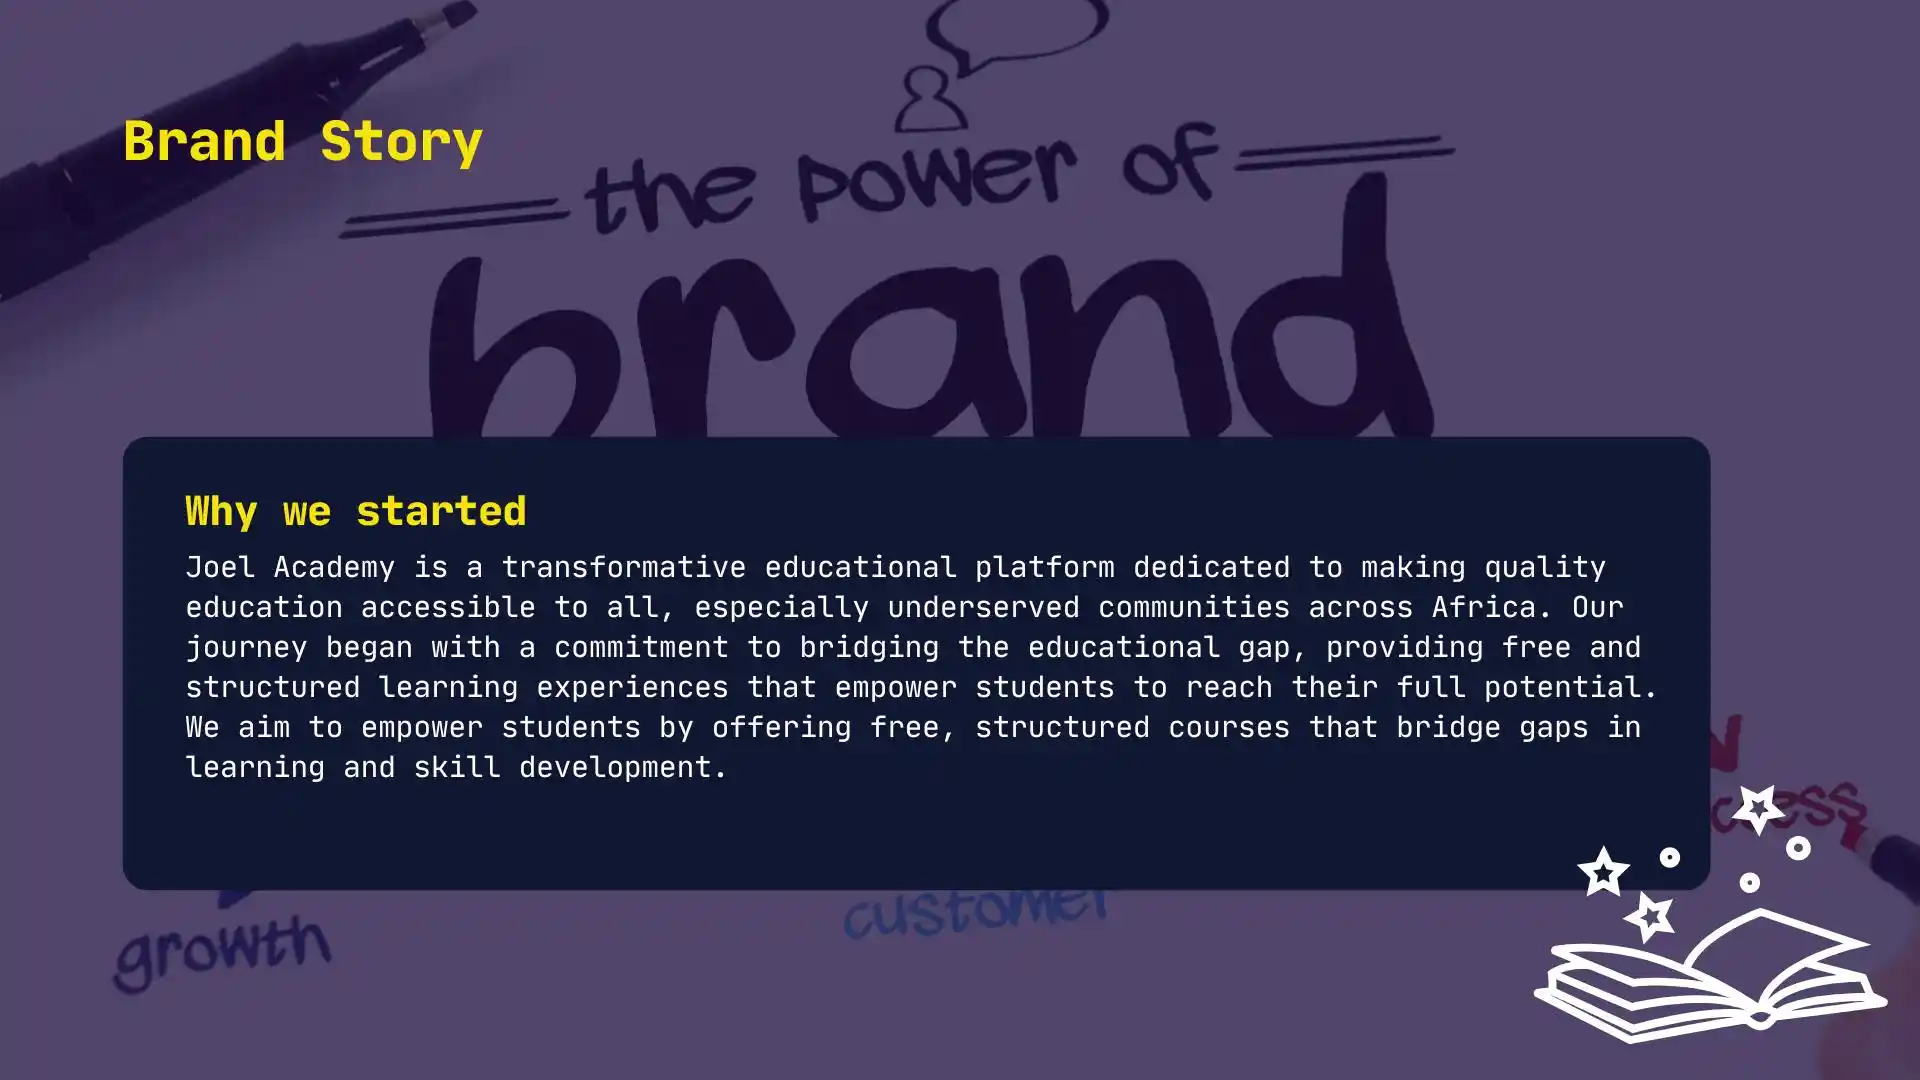 Brand Story
the power of
brand
Why we started
Joel Academy is a transformative educational platform dedicated to making quality
education accessible to all, especially underserved communities across Africa. Our
journey began with a commitment to bridging the educational gap, providing free and
structured learning experiences that empower students to reach their full potential.
We aim to empower students by offering free, structured courses that bridge gaps in
learning and skill development.
growth
customer